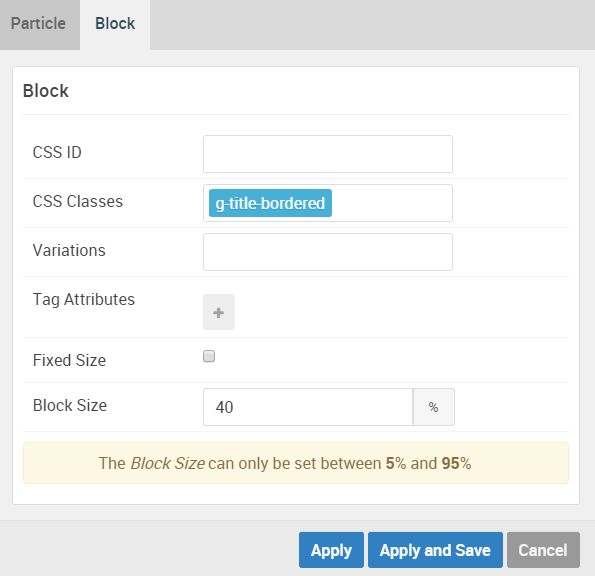 Particle Block
Block
CSS ID
CSS Classes g-title-bordered
Variations
Tag Attributes +
Fixed Size
Block Size 40 %
The Block Size can only be set between 5% and 95%
Apply Apply and Save Cancel